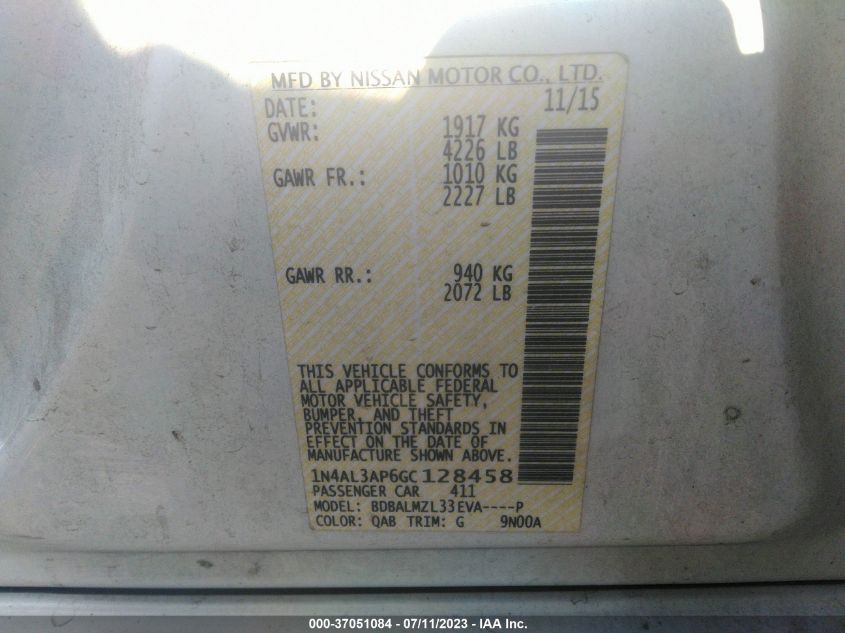 MFD BY NISSAN MOTOR CO., LTD.
DATE: 11/15
GVWR: 1917 KG
4226 LB
GAWR FR.: 1010 KG
2227 LB
GAWR RR.: 940 KG
2072 LB
THIS VEHICLE CONFORMS TO
ALL APPLICABLE FEDERAL
MOTOR VEHICLE SAFETY,
BUMPER, AND THEFT
PREVENTION STANDARDS IN
EFFECT ON THE DATE OF
MANUFACTURE SHOWN ABOVE.
1N4AL3AP6GC128458
PASSENGER CAR 411
MODEL: BDBALMZL33EVA----P
COLOR: QAB TRIM: G 9N00A
000-37051084 - 07/11/2023 - IAA Inc.